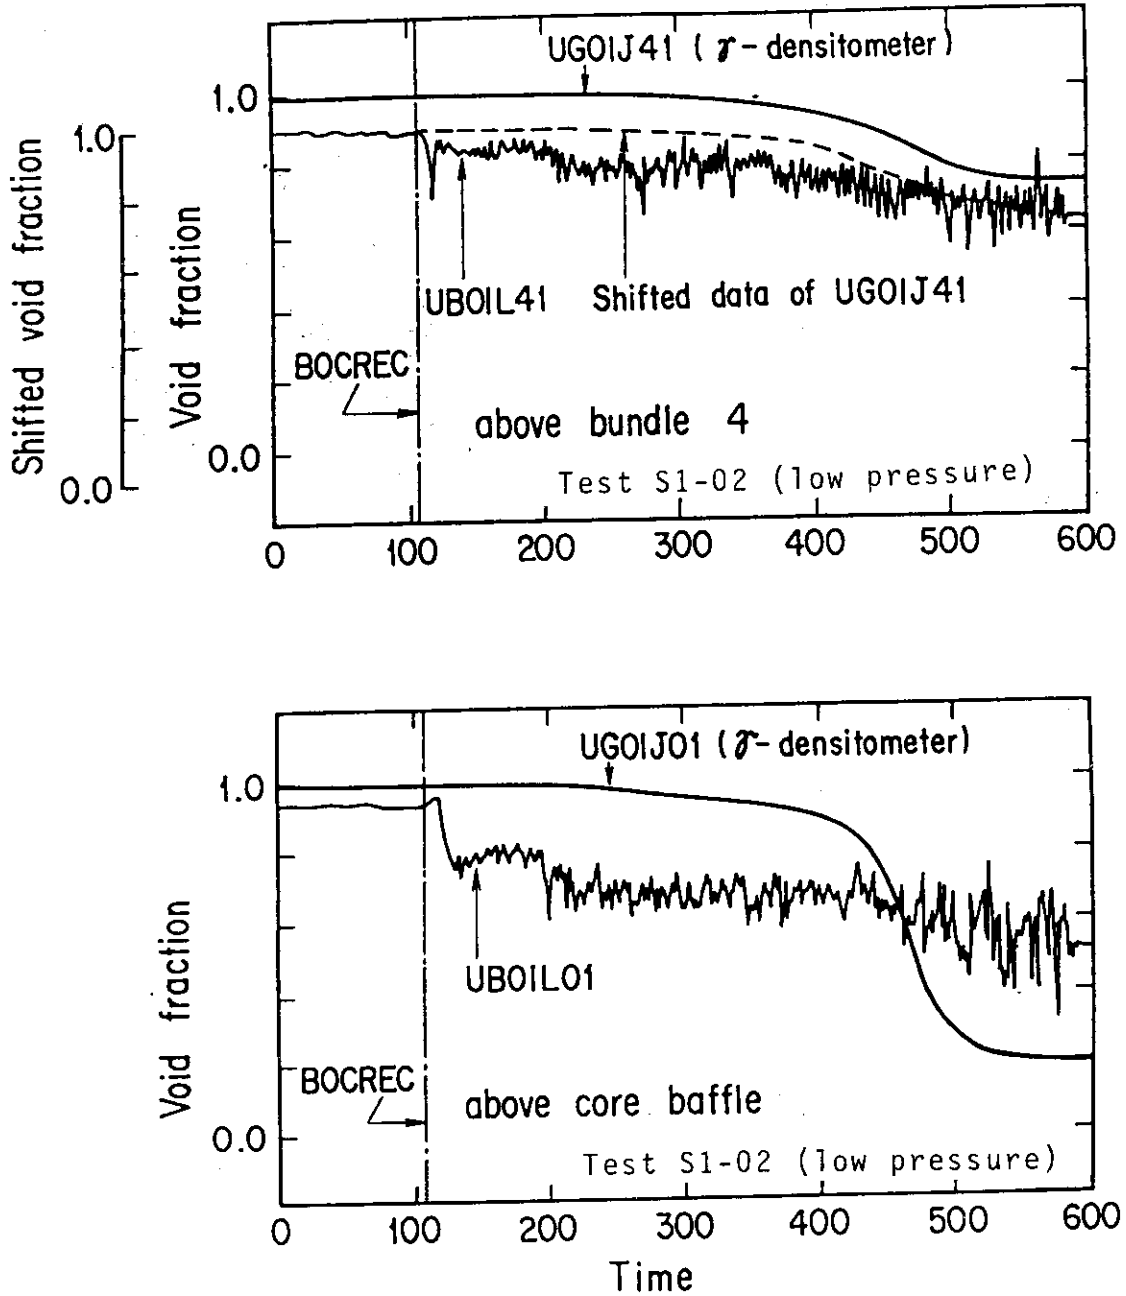 UG01J41 (γ-densitometer)
1.0
1.0
Shifted void fraction
Void fraction
UB01L41 Shifted data of UG01J41
BOCREC
above bundle 4
0.0
0.0
Test S1-02 (low pressure)
0 100 200 300 400 500 600
UG01J01 (γ-densitometer)
1.0
Void fraction
UB01L01
BOCREC
above core baffle
0.0
Test S1-02 (low pressure)
0 100 200 300 400 500 600
Time